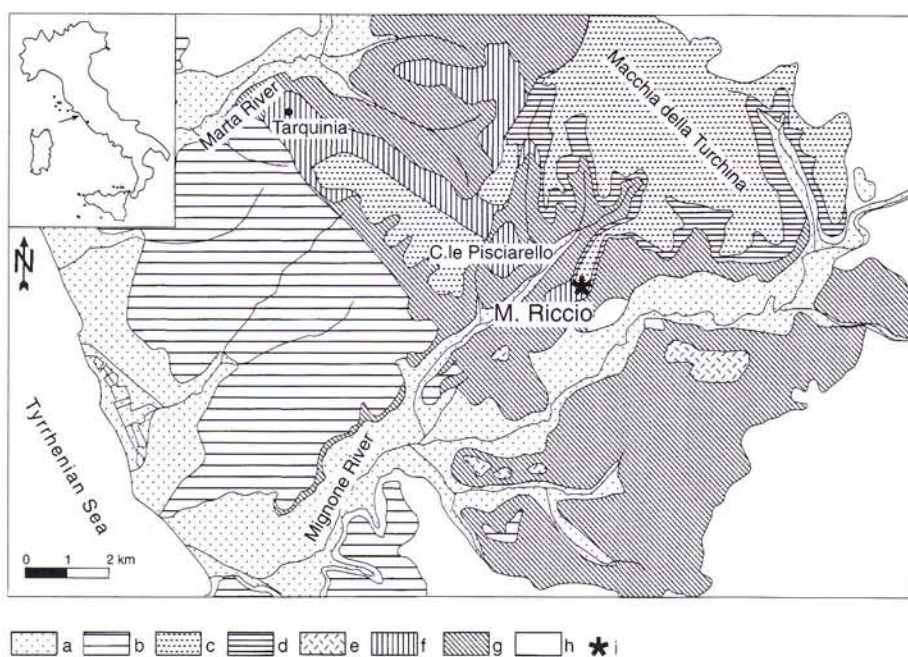 Marta River
Tarquinia
Macchia della Turchina
N
C.le Pisciarello
M. Riccio
Mignone River
Tyrrhenian Sea
0 1 2 km
a b c d e f g h i